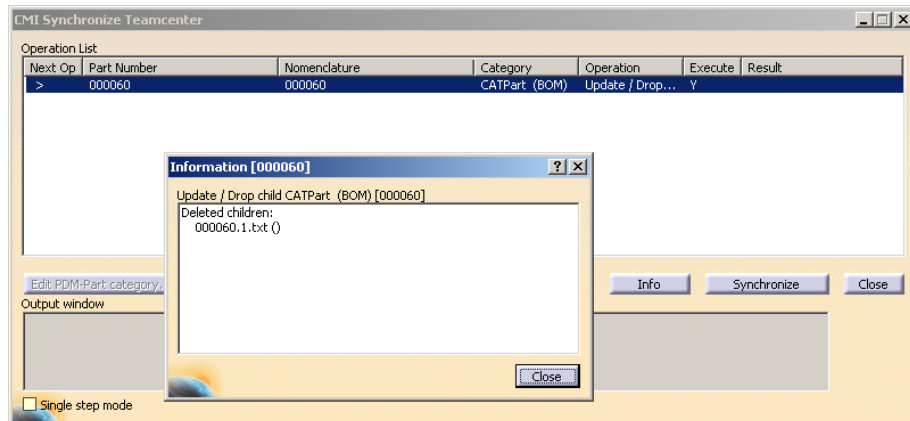 CMI Synchronize Teamcenter
Operation List
Next Op Part Number Nomenclature Category Operation Execute Result
> 000060 000060 CATPart (BOM) Update / Drop... Y
Information [000060]
Update / Drop child CATPart (BOM) [000060]
Deleted children:
000060.1.txt ()
Edit PDM-Part category, Info Synchronize Close
Output window
Close
Single step mode